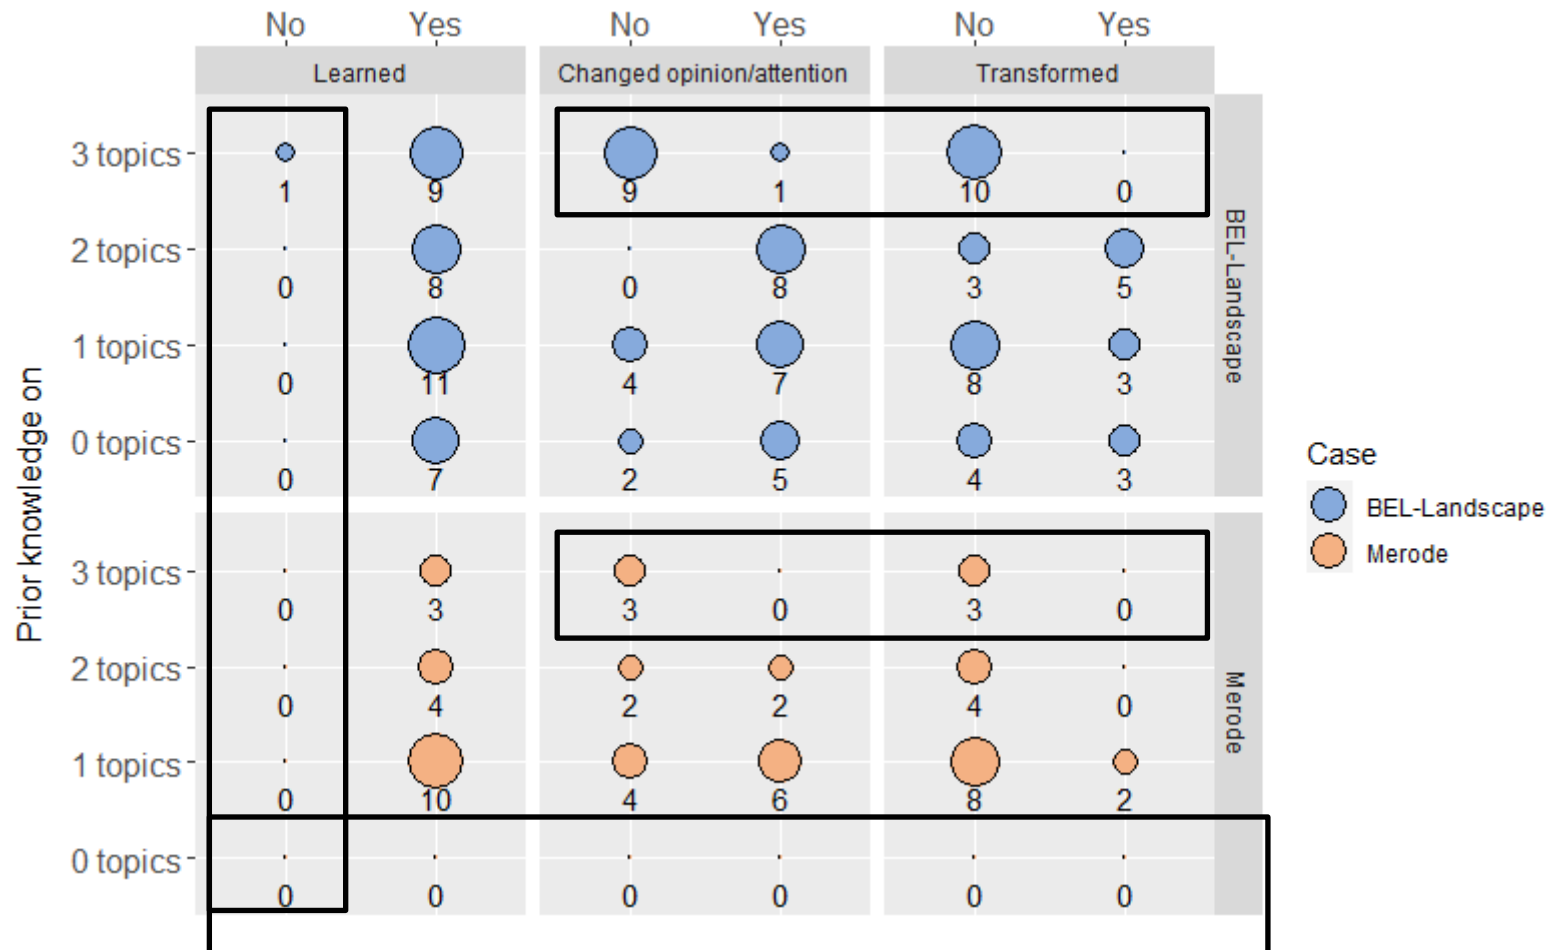 No Yes No Yes No Yes
Learned Changed opinion/attention Transformed
Prior knowledge on
BEL-Landscape
3 topics
1 9 9 1 10 0
2 topics
0 8 0 8 3 5
1 topics
0 11 4 7 8 3
0 topics
0 7 2 5 4 3
Merode
3 topics
0 3 3 0 3 0
2 topics
0 4 2 2 4 0
1 topics
0 10 4 6 8 2
0 topics
0 0 0 0 0 0
Case
BEL-Landscape
Merode